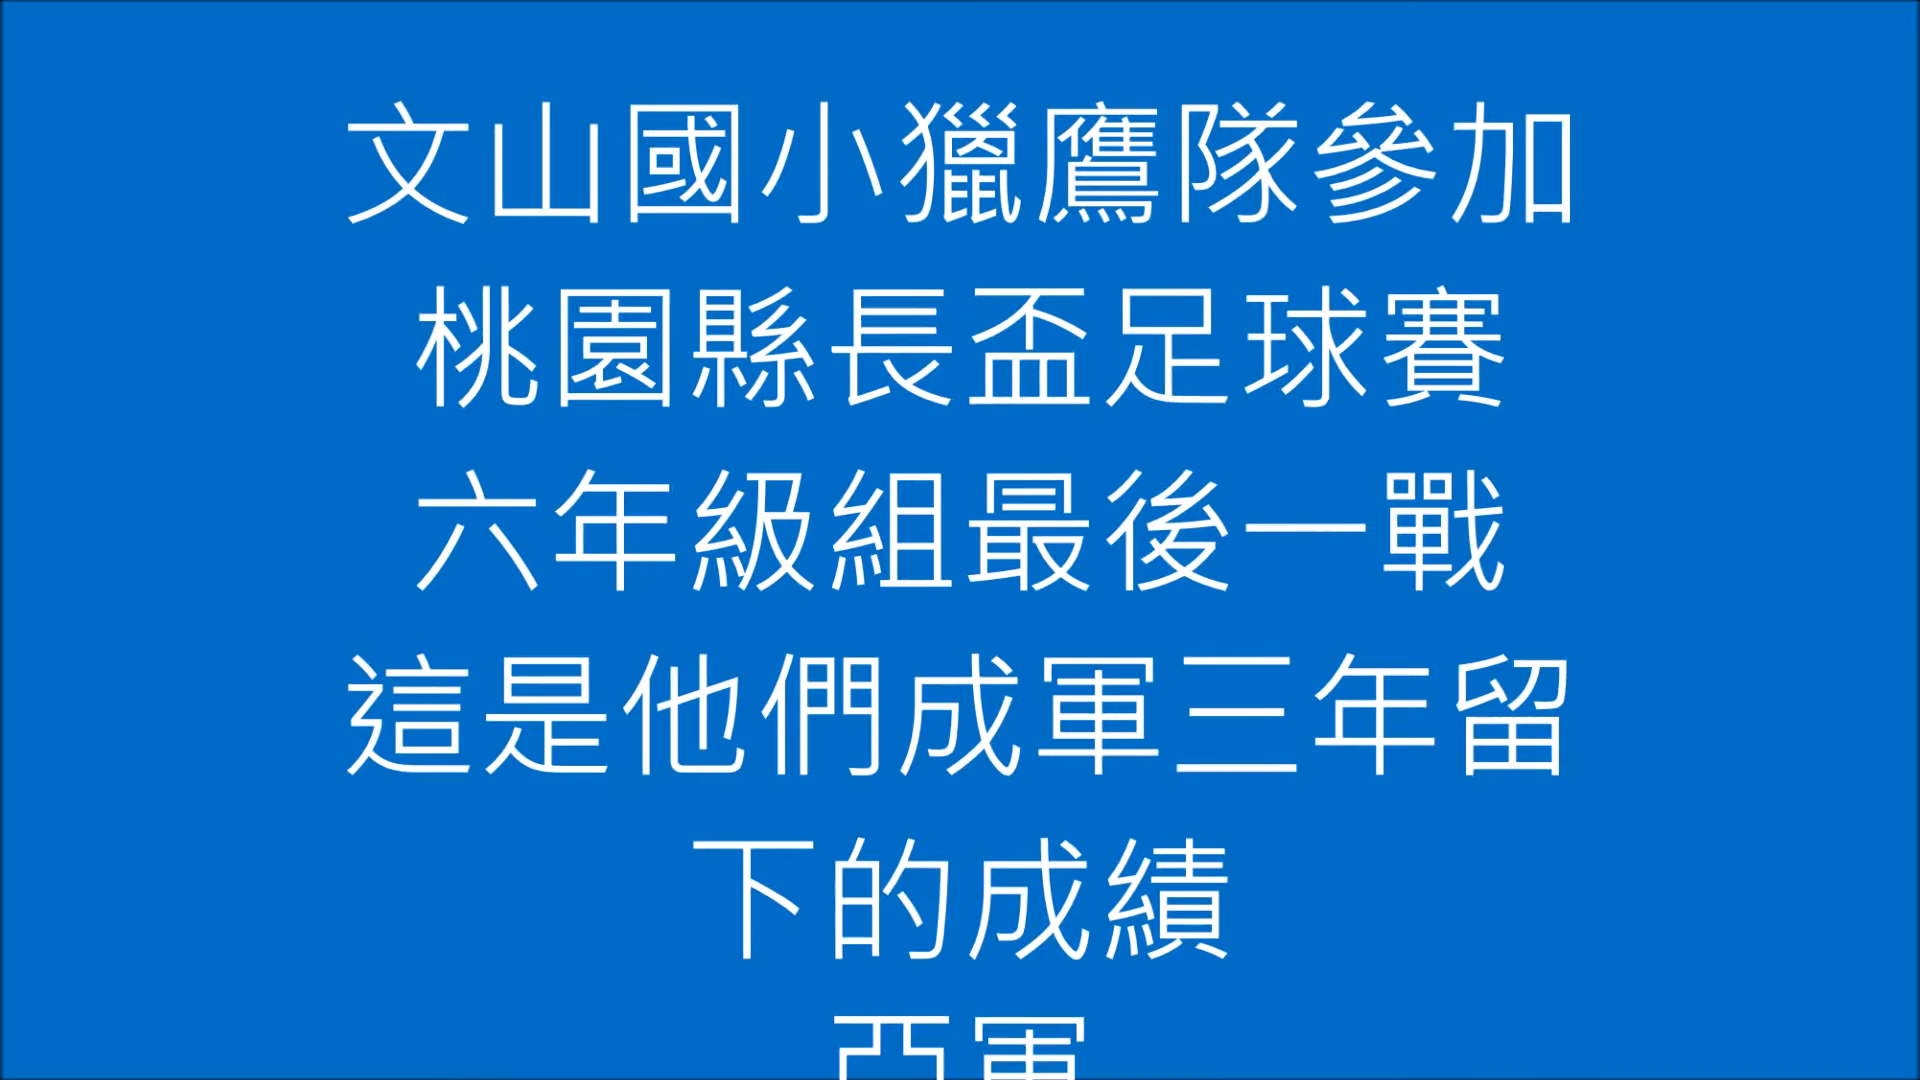 文山國小獵鷹隊參加
桃園縣長盃足球賽
六年級組最後一戰
這是他們成軍三年留
下的成績
亞軍